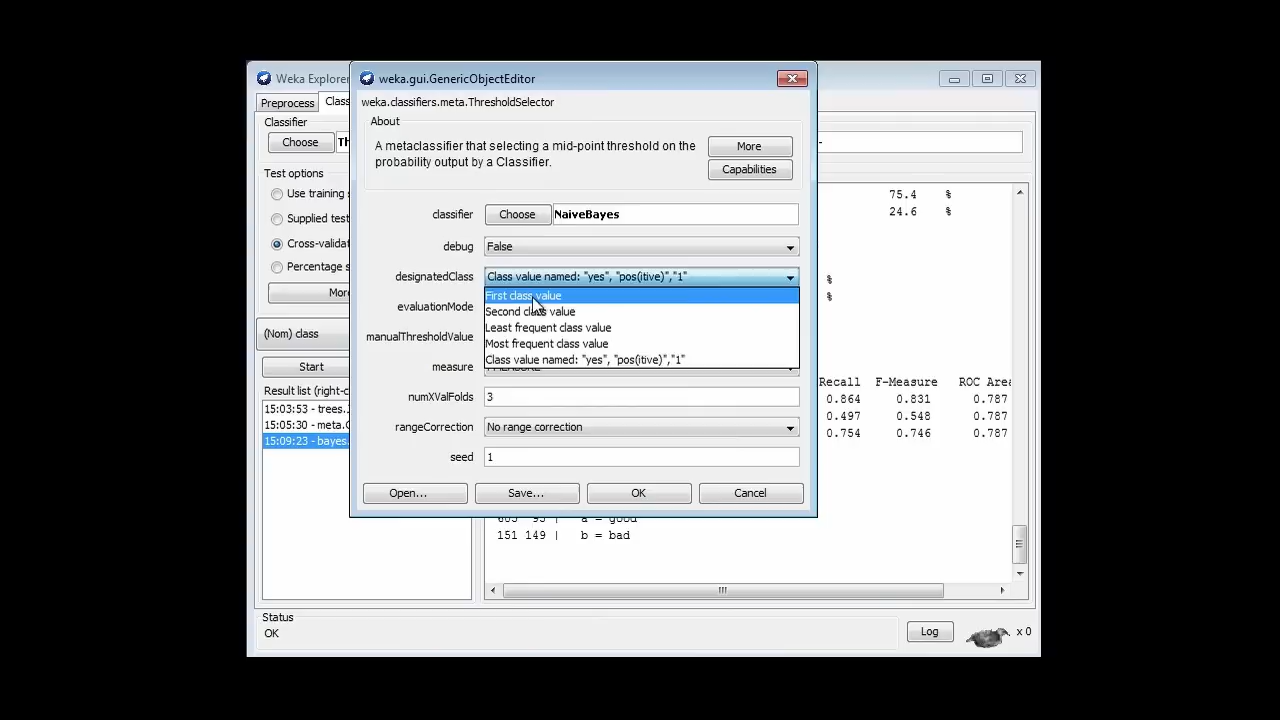 Weka Explorer
weka.gui.GenericObjectEditor
Preprocess
weka.classifiers.meta.ThresholdSelector
Classifier
About
Choose
A metaclassifier that selecting a mid-point threshold on the
probability output by a Classifier.
More
Capabilities
Test options
Use training
Supplied test
Cross-validat
Percentage s
More
(Nom) class
Start
Result list (right-c
15:03:53 - trees.
15:05:30 - meta.
15:09:23 - bayes.
classifier Choose NaiveBayes
debug False
designatedClass Class value named: "yes", "pos(itive)","1"
First class value
evaluationMode
Second class value
Least frequent class value
manualThresholdValue
Most frequent class value
Class value named: "yes", "pos(itive)","1"
measure
numXValFolds 3
rangeCorrection No range correction
seed 1
Open... Save... OK Cancel
75.4 %
24.6 %
%
%
Recall F-Measure ROC Area
0.864 0.831 0.787
0.497 0.548 0.787
0.754 0.746 0.787
a = good
151 149 | b = bad
Status
OK
Log
x 0